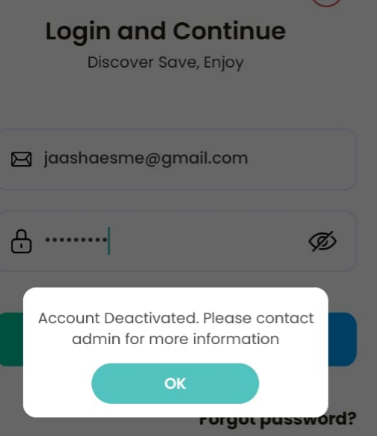 Login and Continue
Discover Save, Enjoy
jaashaesme@gmail.com
•••••••••
Account Deactivated. Please contact
admin for more information
OK
Forgot password?